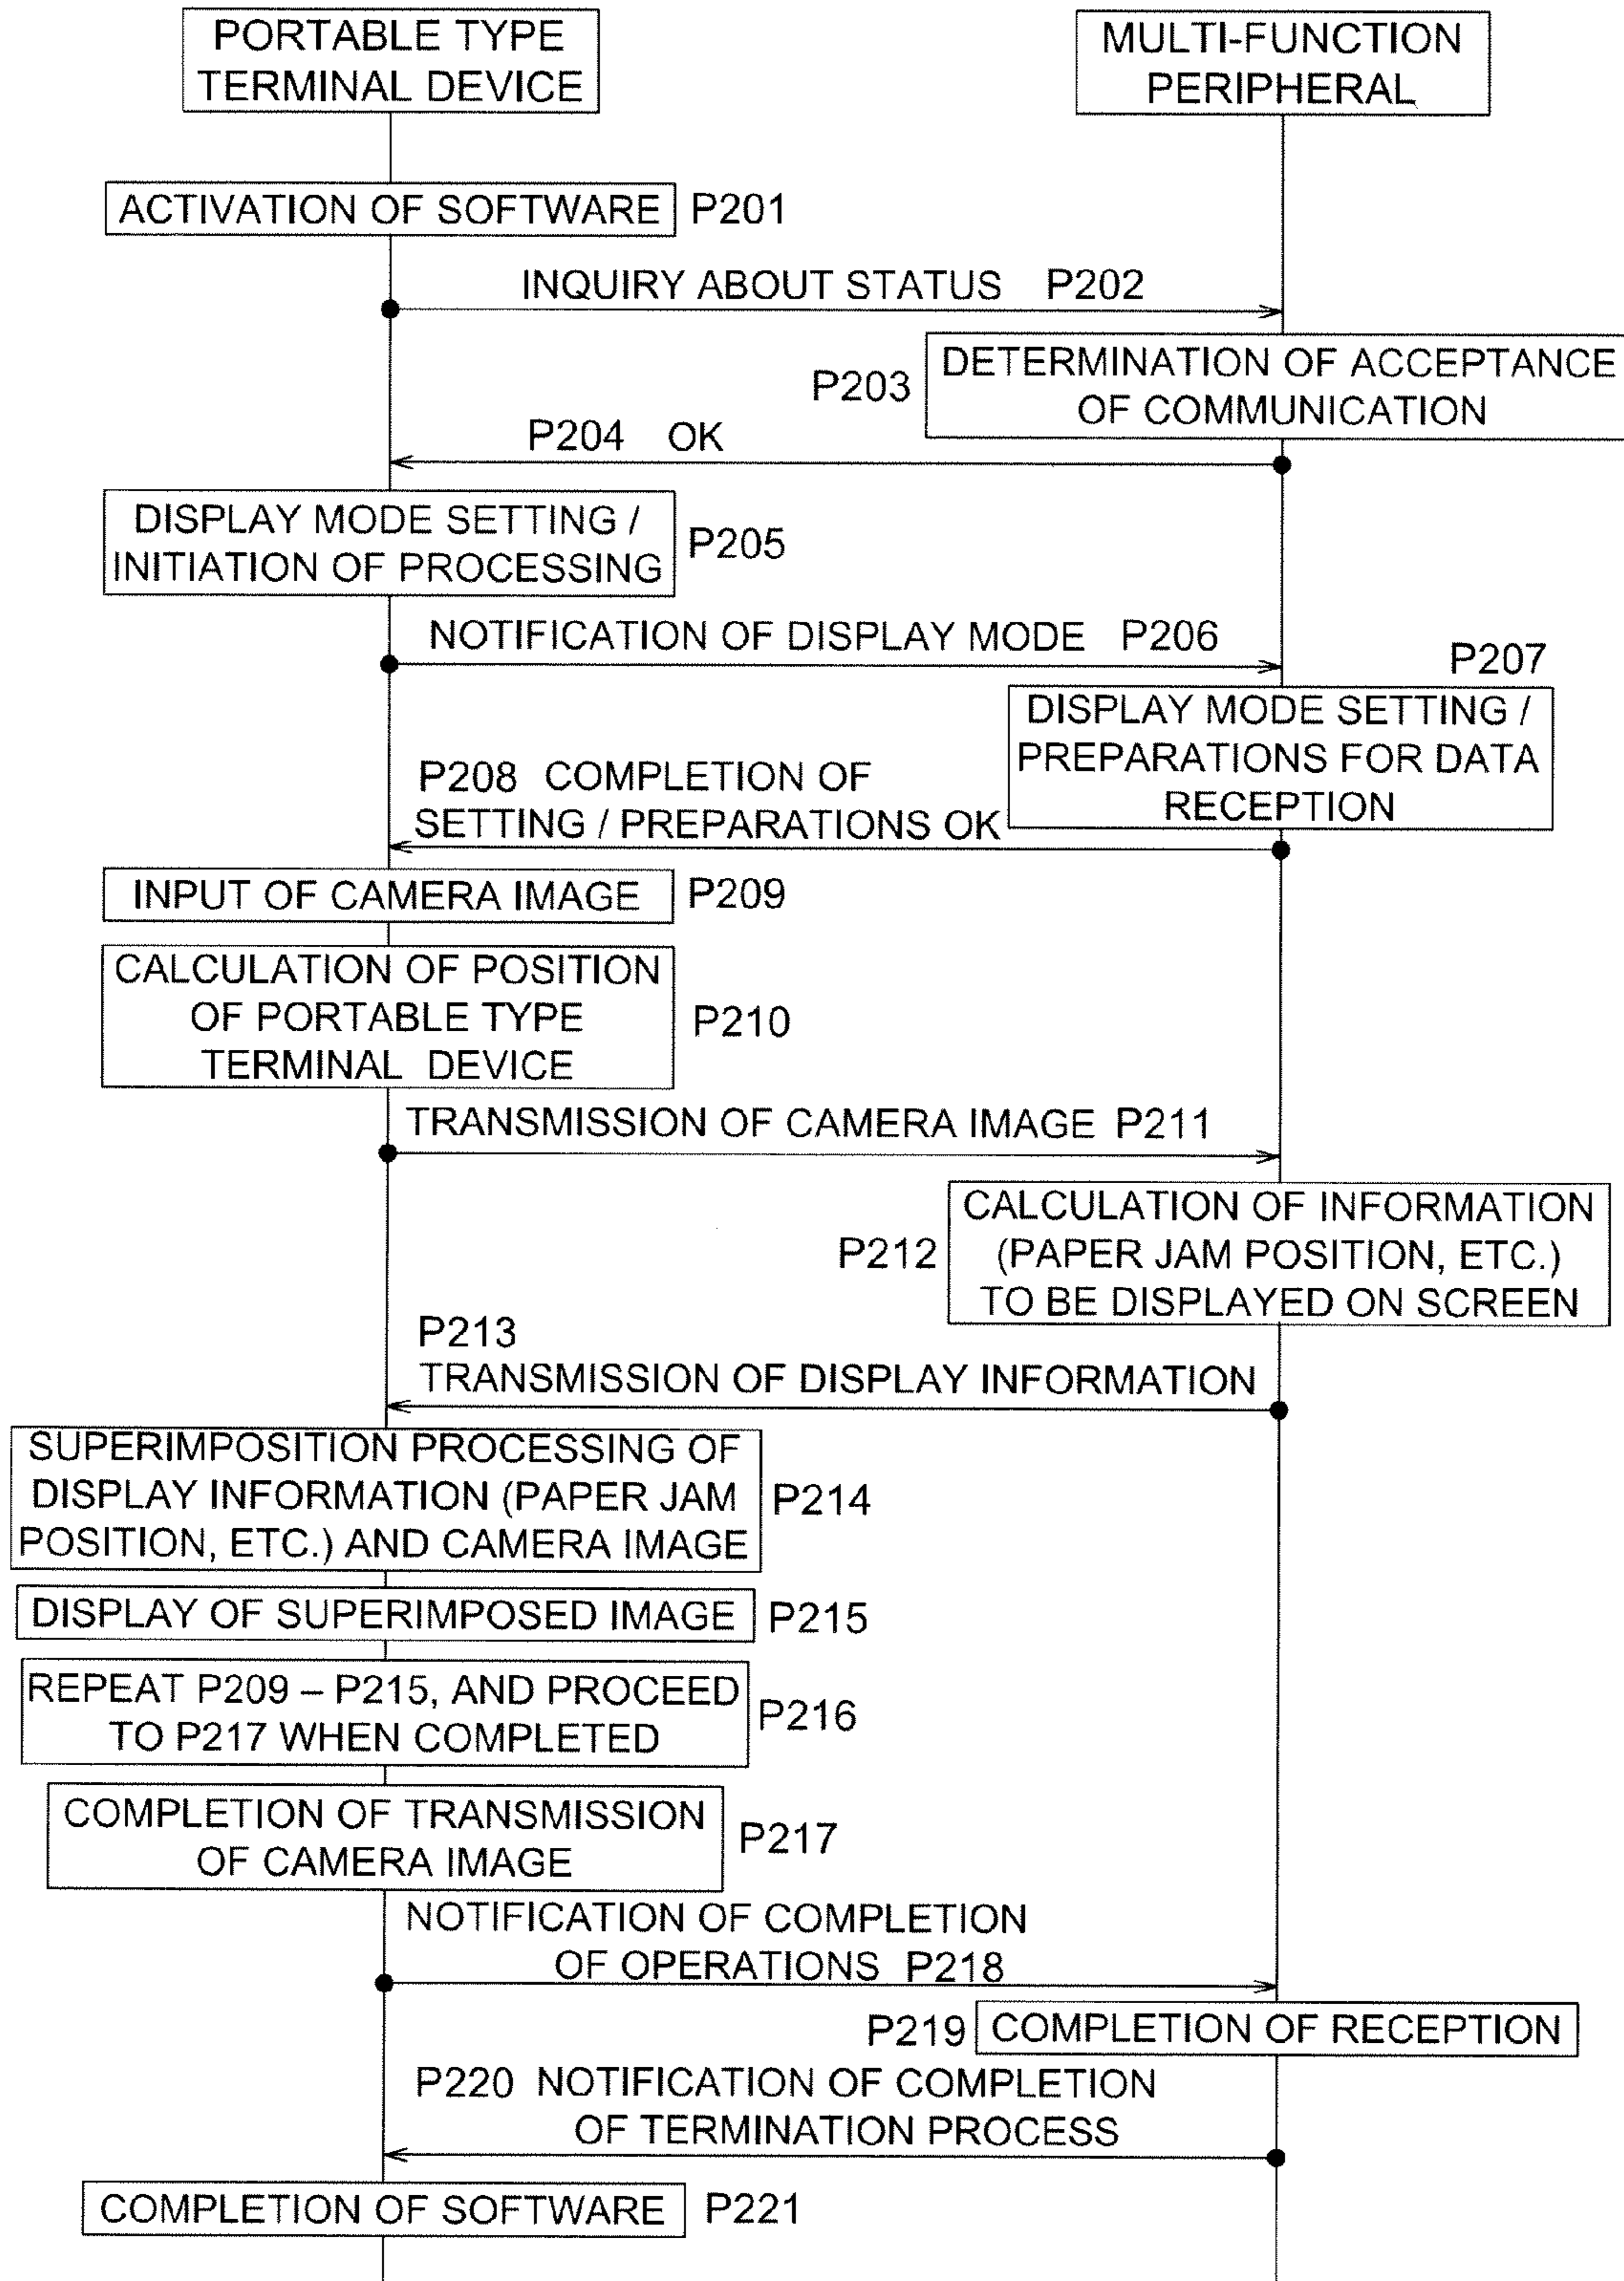 PORTABLE TYPE
TERMINAL DEVICE
MULTI-FUNCTION
PERIPHERAL
ACTIVATION OF SOFTWARE P201
INQUIRY ABOUT STATUS P202
P203
DETERMINATION OF ACCEPTANCE
OF COMMUNICATION
P204 OK
DISPLAY MODE SETTING /
INITIATION OF PROCESSING
P205
NOTIFICATION OF DISPLAY MODE P206
P207
DISPLAY MODE SETTING /
PREPARATIONS FOR DATA
RECEPTION
P208 COMPLETION OF
SETTING / PREPARATIONS OK
INPUT OF CAMERA IMAGE P209
CALCULATION OF POSITION
OF PORTABLE TYPE
TERMINAL DEVICE
P210
TRANSMISSION OF CAMERA IMAGE P211
P212
CALCULATION OF INFORMATION
(PAPER JAM POSITION, ETC.)
TO BE DISPLAYED ON SCREEN
P213
TRANSMISSION OF DISPLAY INFORMATION
SUPERIMPOSITION PROCESSING OF
DISPLAY INFORMATION (PAPER JAM
POSITION, ETC.) AND CAMERA IMAGE
P214
DISPLAY OF SUPERIMPOSED IMAGE P215
REPEAT P209 – P215, AND PROCEED
TO P217 WHEN COMPLETED
P216
COMPLETION OF TRANSMISSION
OF CAMERA IMAGE
P217
NOTIFICATION OF COMPLETION
OF OPERATIONS P218
P219 COMPLETION OF RECEPTION
P220 NOTIFICATION OF COMPLETION
OF TERMINATION PROCESS
COMPLETION OF SOFTWARE P221